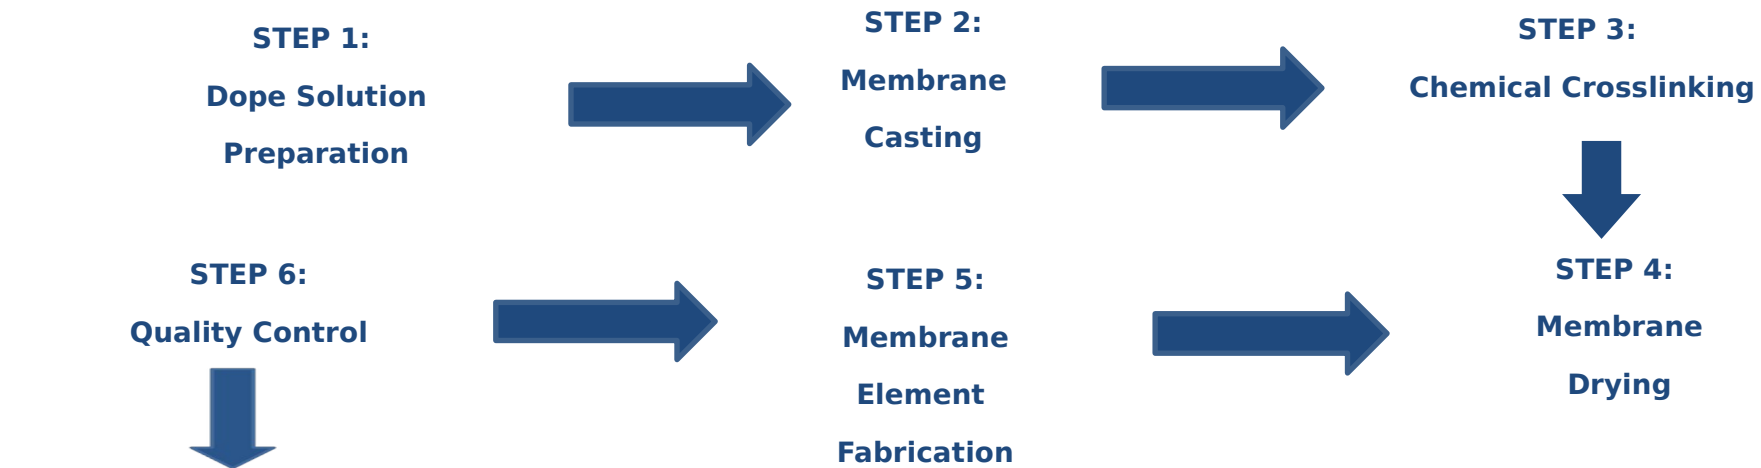 STEP 1:
Dope Solution
Preparation
STEP 2:
Membrane
Casting
STEP 3:
Chemical Crosslinking
STEP 4:
Membrane
Drying
STEP 5:
Membrane
Element
Fabrication
STEP 6:
Quality Control